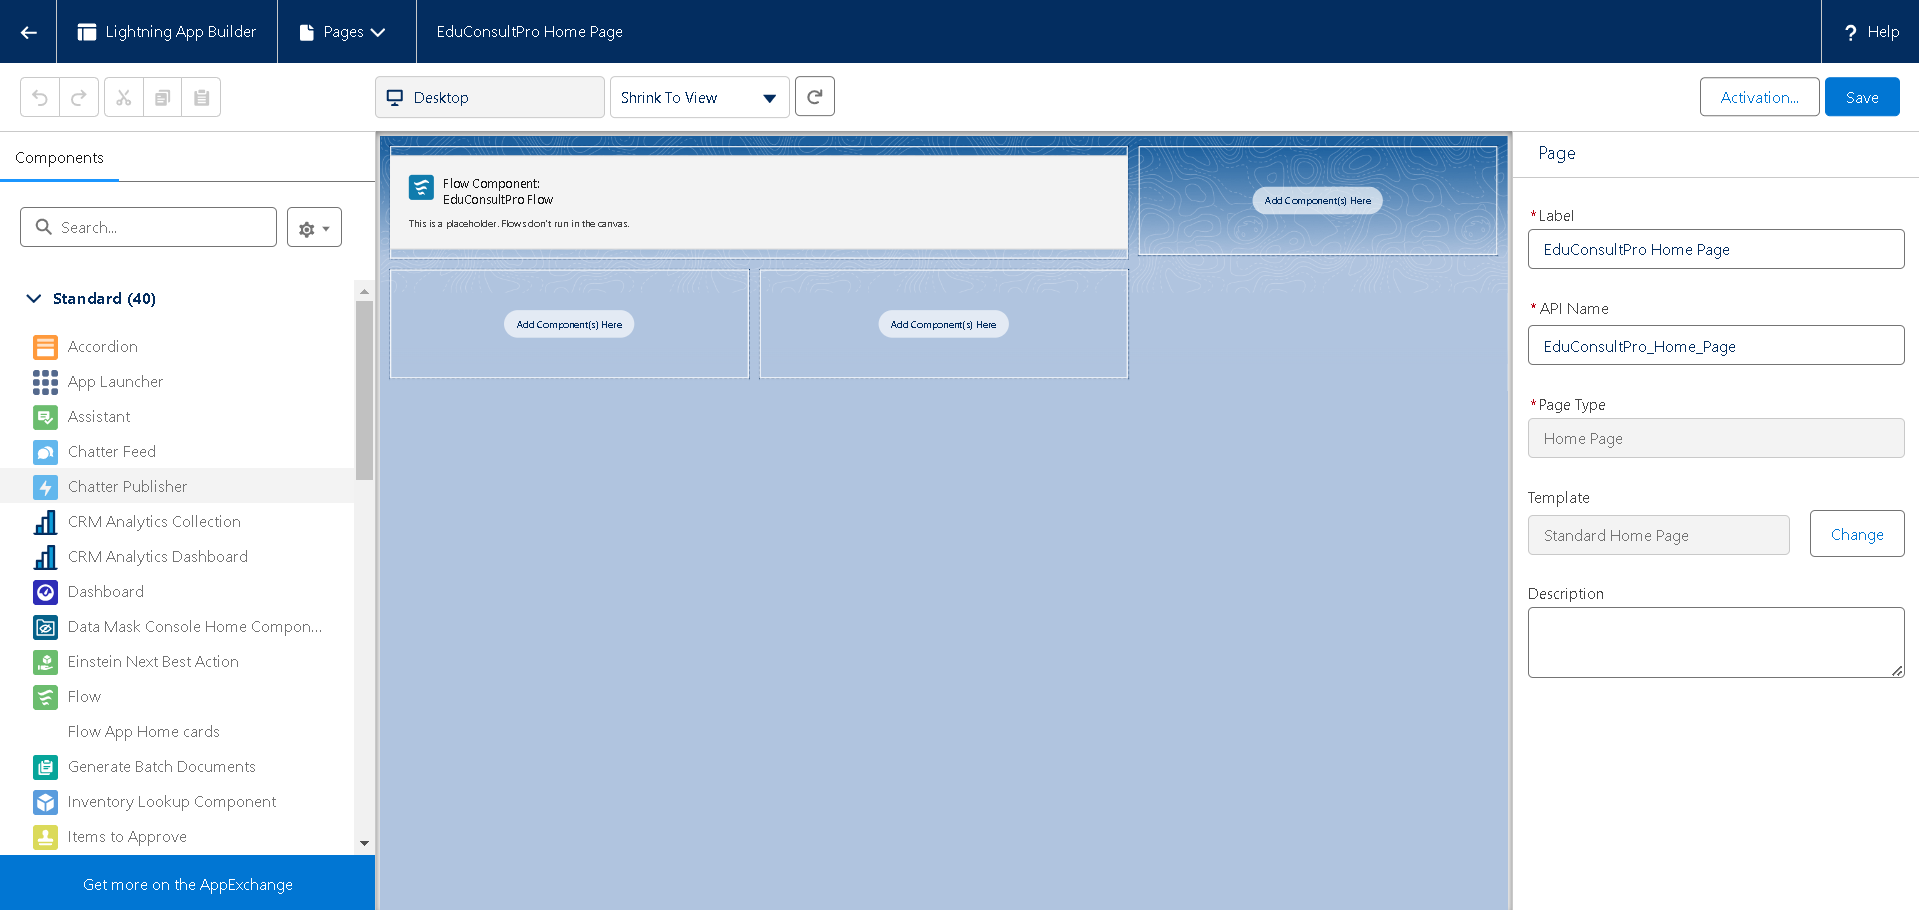 Lightning App Builder
Pages
EduConsultPro Home Page
? Help
Desktop
Shrink To View
Activation...
Save
Components
Search...
Standard (40)
Accordion
App Launcher
Assistant
Chatter Feed
Chatter Publisher
CRM Analytics Collection
CRM Analytics Dashboard
Dashboard
Data Mask Console Home Compon...
Einstein Next Best Action
Flow
Flow App Home cards
Generate Batch Documents
Inventory Lookup Component
Items to Approve
Get more on the AppExchange
Flow Component:
EduConsultPro Flow
This is a placeholder. Flows don't run in the canvas.
Add Component(s) Here
Add Component(s) Here
Add Component(s) Here
Page
*Label
EduConsultPro Home Page
* API Name
EduConsultPro_Home_Page
*Page Type
Home Page
Template
Standard Home Page
Change
Description